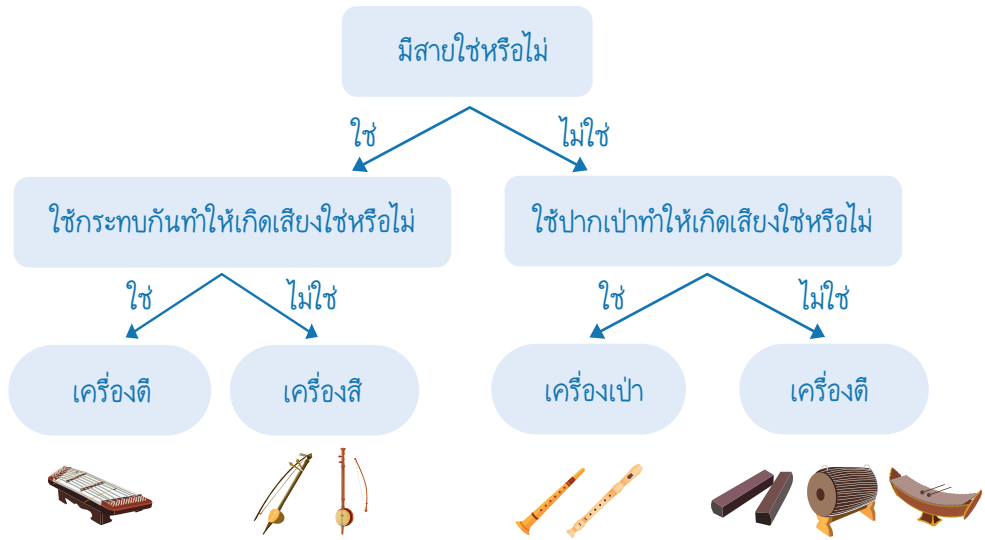 มีสายใช่หรือไม่
ใช่
ไม่ใช่
ใช้กระทบกันทำให้เกิดเสียงใช่หรือไม่
ใช้ปากเป่าทำให้เกิดเสียงใช่หรือไม่
ใช่
ไม่ใช่
ใช่
ไม่ใช่
เครื่องตี
เครื่องสี
เครื่องเป่า
เครื่องตี